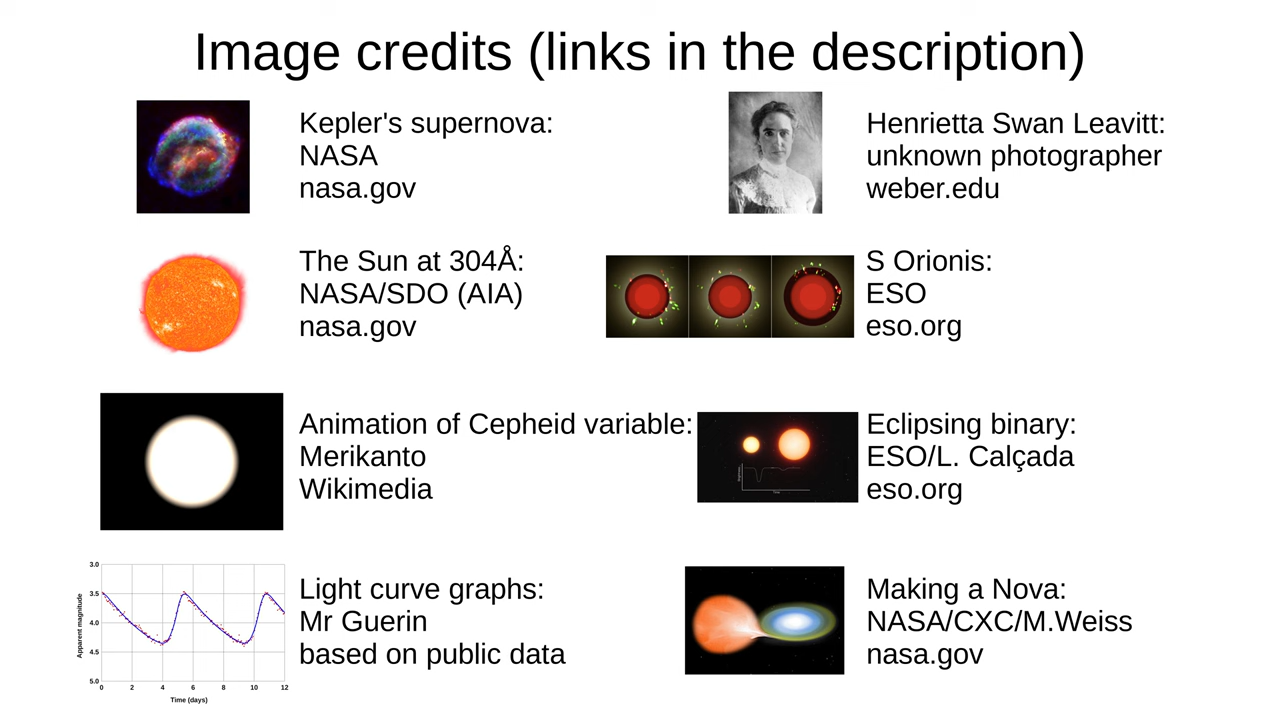 Image credits (links in the description)
Kepler's supernova:
NASA
nasa.gov
Henrietta Swan Leavitt:
unknown photographer
weber.edu
The Sun at 304Å:
NASA/SDO (AIA)
nasa.gov
S Orionis:
ESO
eso.org
Animation of Cepheid variable:
Merikanto
Wikimedia
Eclipsing binary:
ESO/L. Calçada
eso.org
Light curve graphs:
Mr Guerin
based on public data
Apparent magnitude
3.0
3.5
4.0
4.5
5.0
0 2 4 6 8 10 12
Time (days)
Making a Nova:
NASA/CXC/M.Weiss
nasa.gov